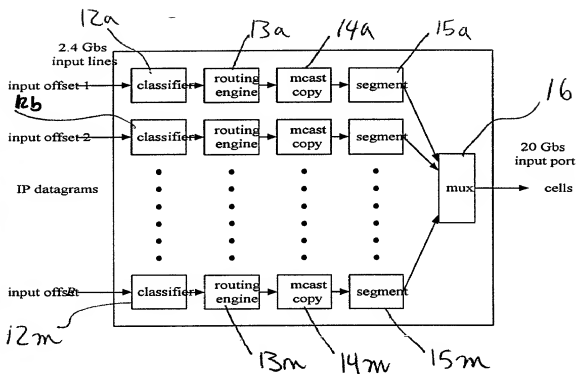 12a
13a
14a
15a
2.4 Gbs
input lines
input offset 1
classifier
routing
engine
mcast
copy
segment
16
12b
input offset 2
classifier
routing
engine
mcast
copy
segment
20 Gbs
input port
IP datagrams
mux
cells
input offset
classifier
routing
engine
mcast
copy
segment
12m
13m
14m
15m